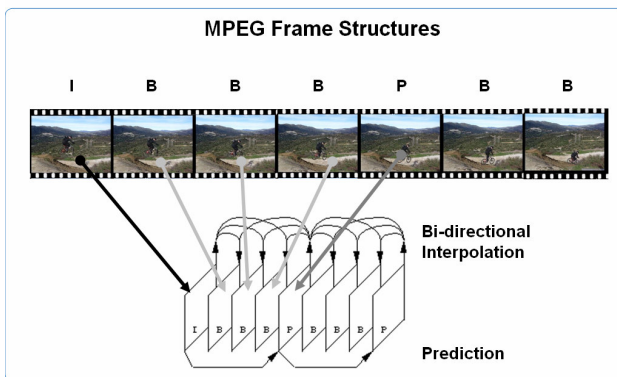 MPEG Frame Structures
I B B B P B B
Bi-directional
Interpolation
I B B B P B B B P
Prediction